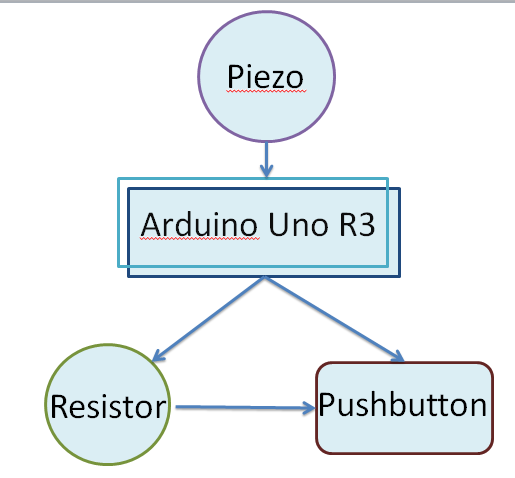 Piezo
Arduino Uno R3
Resistor
Pushbutton